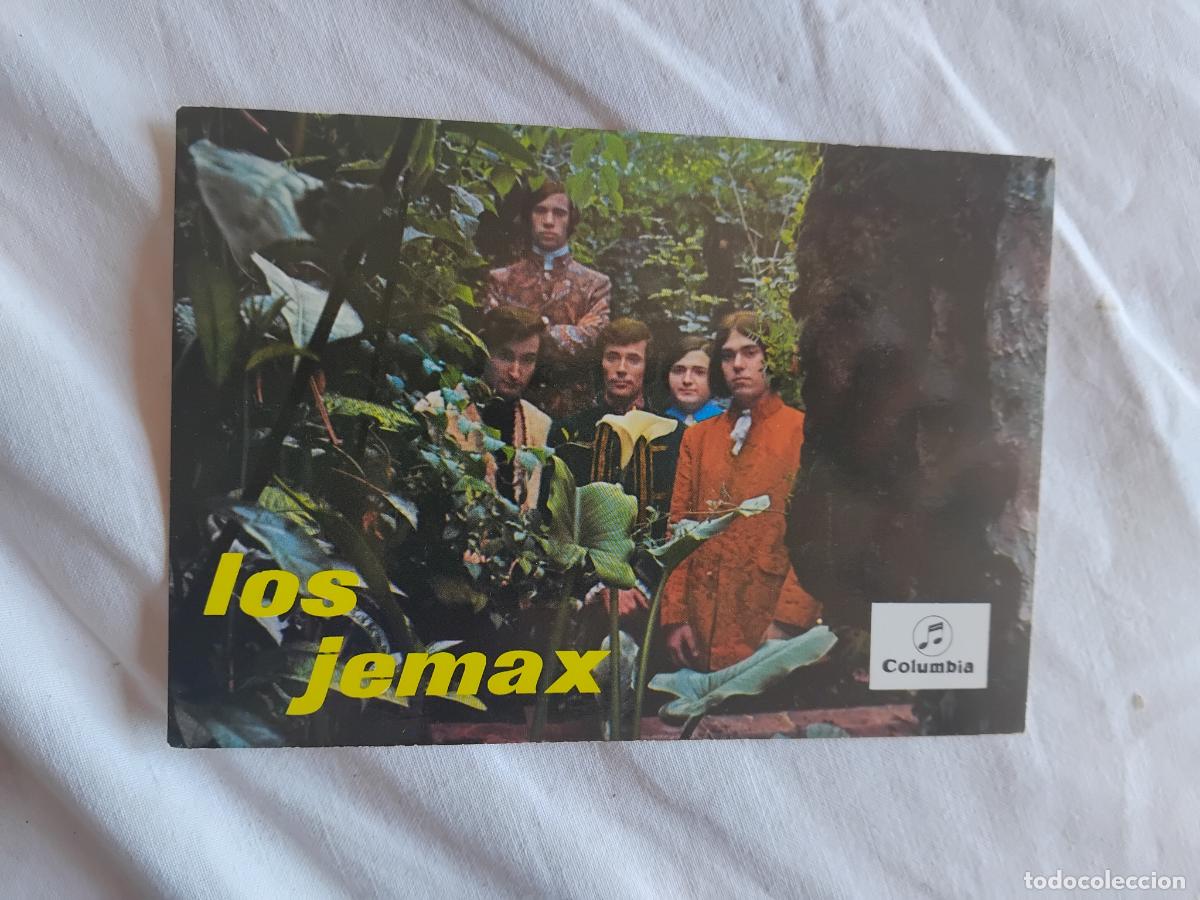 los
jemax
Columbia
todocoleccion